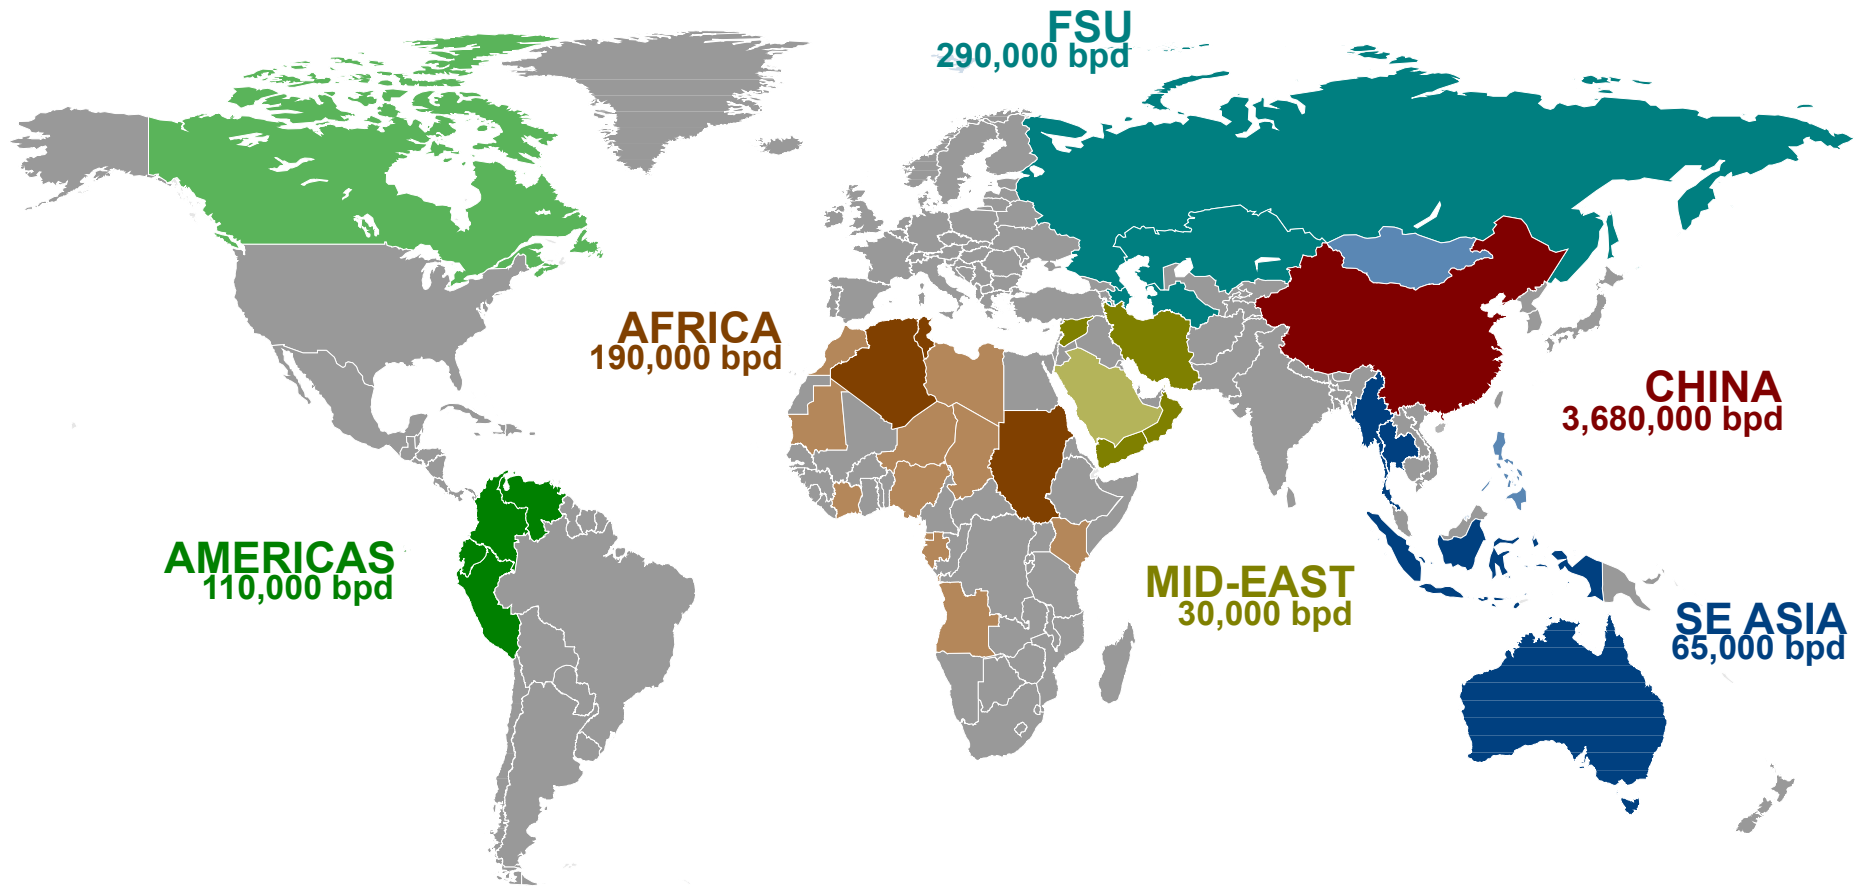 FSU
290,000 bpd
AFRICA
190,000 bpd
CHINA
3,680,000 bpd
AMERICAS
110,000 bpd
MID-EAST
30,000 bpd
SE ASIA
65,000 bpd